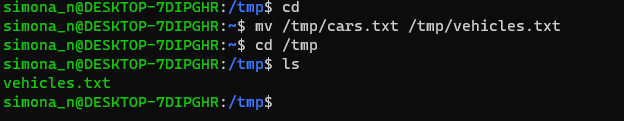 simona_n@DESKTOP-7DIPGHR:/tmp$ cd
simona_n@DESKTOP-7DIPGHR:~$ mv /tmp/cars.txt /tmp/vehicles.txt
simona_n@DESKTOP-7DIPGHR:~$ cd /tmp
simona_n@DESKTOP-7DIPGHR:/tmp$ ls
vehicles.txt
simona_n@DESKTOP-7DIPGHR:/tmp$